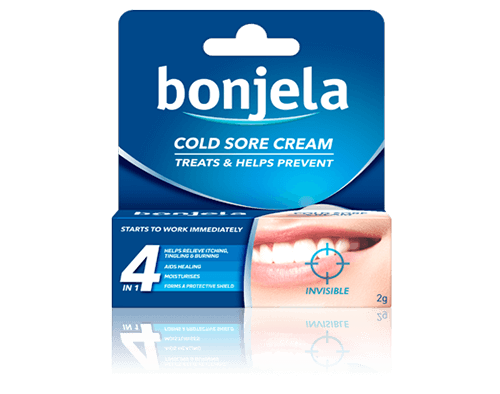 bonjela
COLD SORE CREAM
TREATS & HELPS PREVENT
bonjela
COLD SORE
STARTS TO WORK IMMEDIATELY
4
IN 1
HELPS RELIEVE ITCHING,
TINGLING & BURNING
AIDS HEALING
MOISTURISES
FORMS A PROTECTIVE SHIELD
INVISIBLE
2g